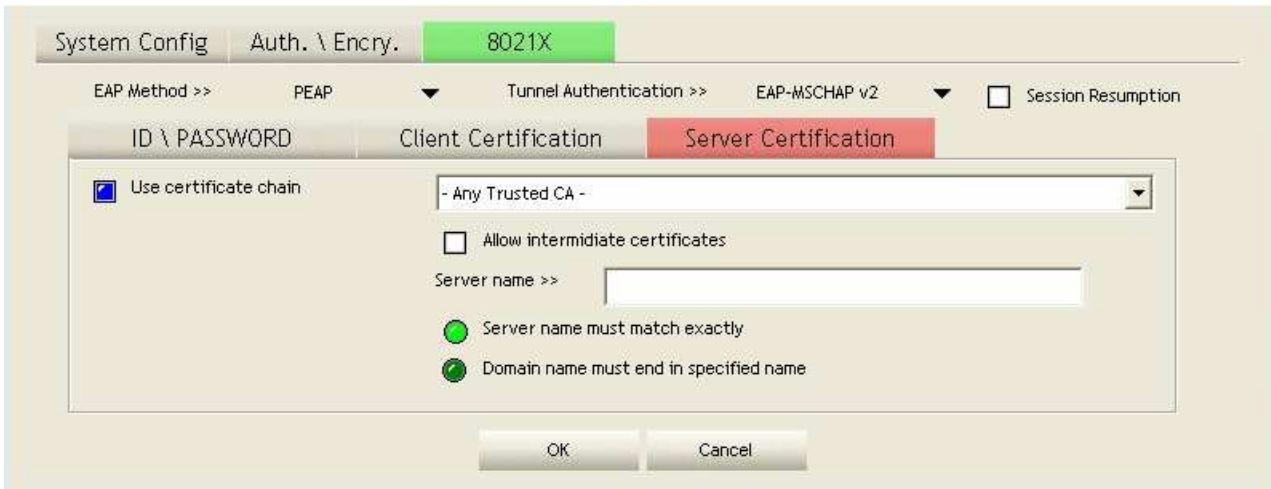 System Config Auth. \ Encry. 8021X
EAP Method >> PEAP Tunnel Authentication >> EAP-MSCHAP v2 Session Resumption
ID \ PASSWORD Client Certification Server Certification
Use certificate chain - Any Trusted CA -
Allow intermidiate certificates
Server name >>
Server name must match exactly
Domain name must end in specified name
OK Cancel